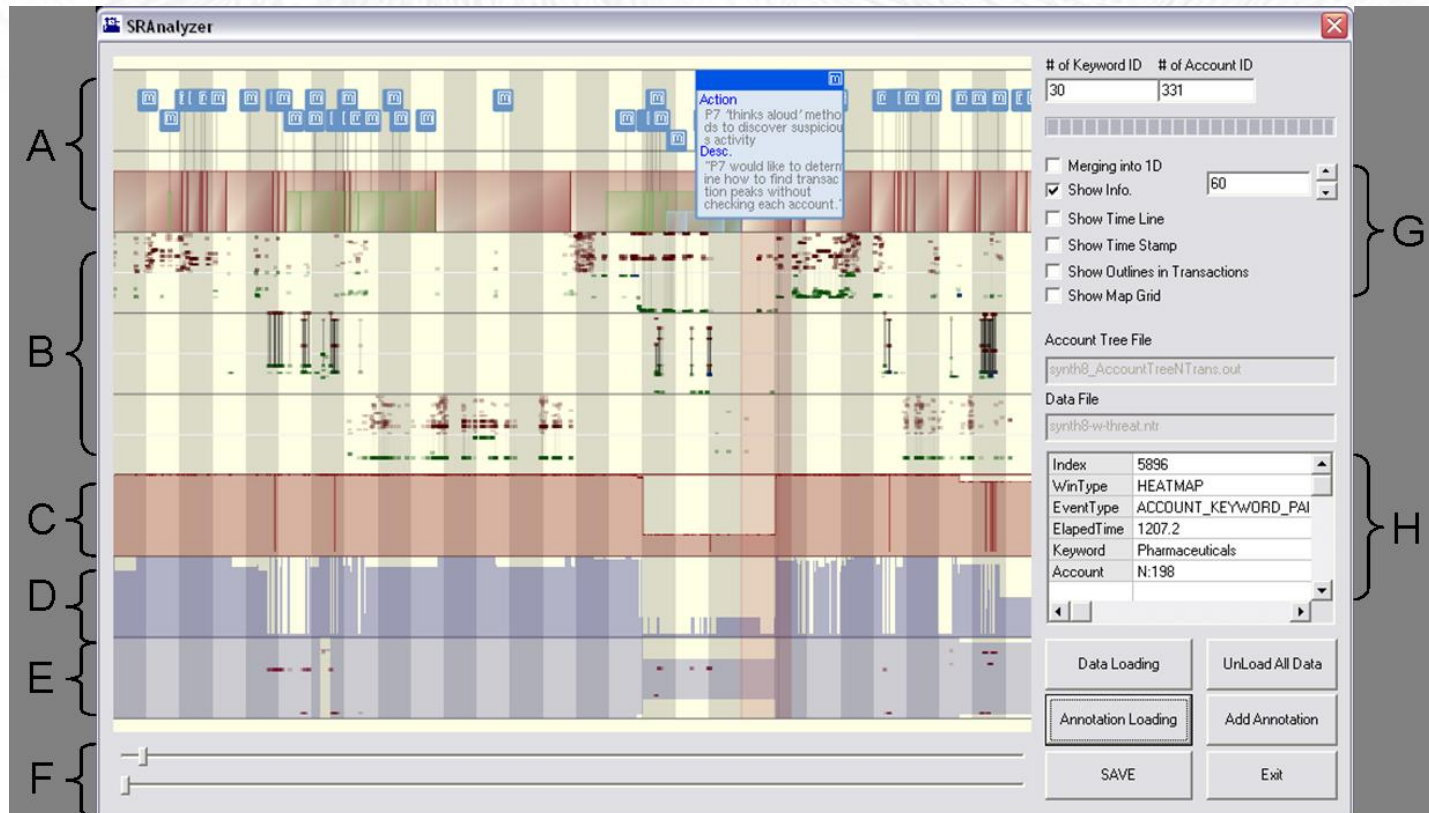 SRAnalyzer
A
B
C
D
E
F
Action
P7 'thinks aloud' metho
ds to discover suspiciou
s activity
Desc.
"P7 would like to determ
ine how to find transac
tion peaks without
checking each account."
# of Keyword ID # of Account ID
30 331
Merging into 1D
Show Info. 60
Show Time Line
Show Time Stamp
Show Outlines in Transactions
Show Map Grid
G
Account Tree File
synth8_AccountTreeNTrans.out
Data File
synth8-w-threat.ntr
Index 5896
WinType HEATMAP
EventType ACCOUNT_KEYWORD_PAI
ElapedTime 1207.2
Keyword Pharmaceuticals
Account N:198
H
Data Loading UnLoad All Data
Annotation Loading Add Annotation
SAVE Exit